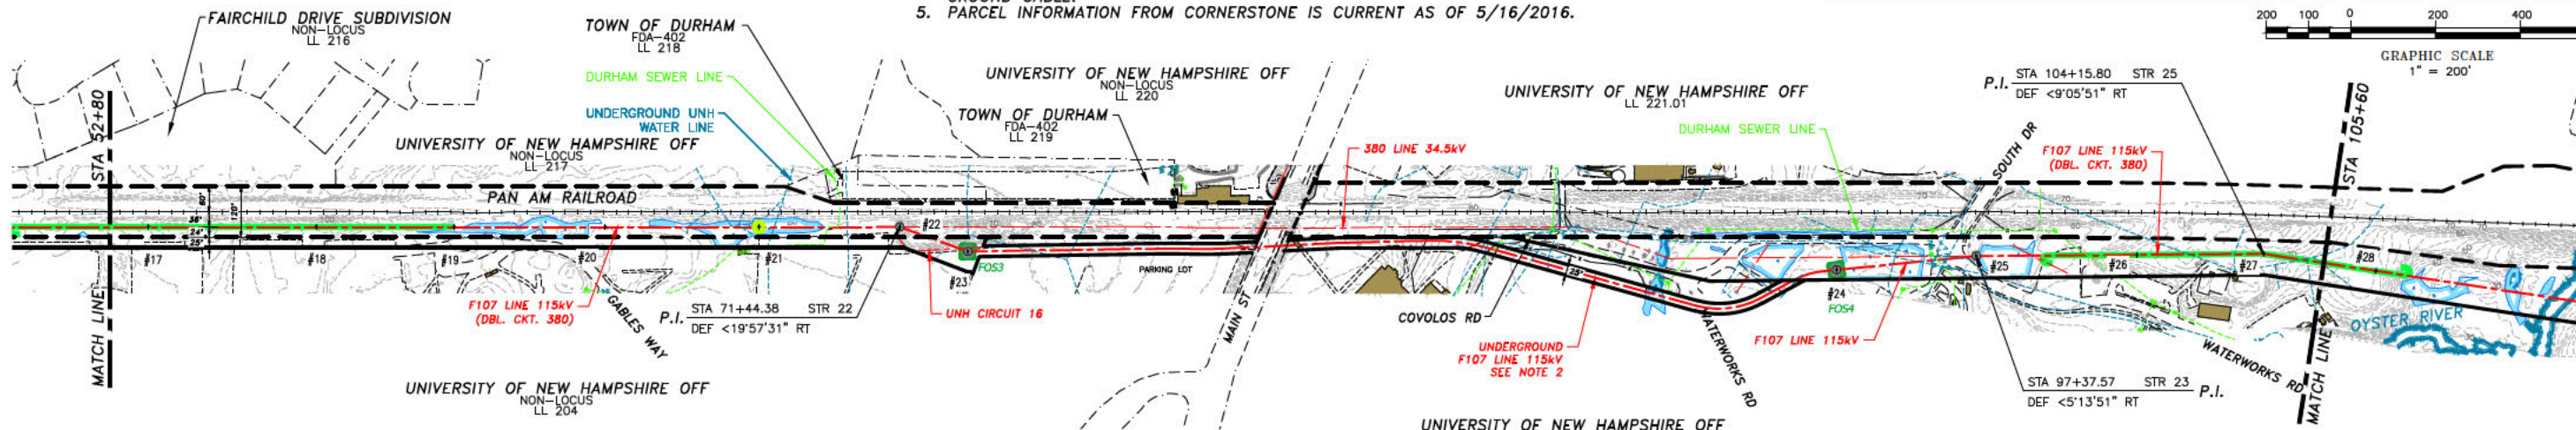 5. PARCEL INFORMATION FROM CORNERSTONE IS CURRENT AS OF 5/16/2016.
200 100 0 200 400
GRAPHIC SCALE
1" = 200'
FAIRCHILD DRIVE SUBDIVISION
NON-LOCUS
LL 216
TOWN OF DURHAM
FDA-402
LL 218
DURHAM SEWER LINE
UNDERGROUND UNH
WATER LINE
UNIVERSITY OF NEW HAMPSHIRE OFF
NON-LOCUS
LL 217
UNIVERSITY OF NEW HAMPSHIRE OFF
NON-LOCUS
LL 220
TOWN OF DURHAM
FDA-402
LL 219
UNIVERSITY OF NEW HAMPSHIRE OFF
LL 221.01
DURHAM SEWER LINE
380 LINE 34.5kV
P.I. STA 104+15.80 STR 25
DEF <9°05'51" RT
SOUTH DR
F107 LINE 115kV
(DBL. CKT. 380)
STA 52+80
MATCH LINE
STA 105+60
MATCH LINE
PAN AM RAILROAD
60'
120'
36'
24'
25'
#17
#18
#19
#20
#21
#22
#23
FOS3
PARKING LOT
25'
#24
FOS4
#25
#26
#27
#28
F107 LINE 115kV
(DBL. CKT. 380)
GABLES WAY
P.I. STA 71+44.38 STR 22
DEF <19°57'31" RT
UNH CIRCUIT 16
MAIN ST
COVOLOS RD
UNDERGROUND
F107 LINE 115kV
SEE NOTE 2
WATERWORKS RD
F107 LINE 115kV
OYSTER RIVER
WATERWORKS RD
STA 97+37.57 STR 23 P.I.
DEF <5°13'51" RT
UNIVERSITY OF NEW HAMPSHIRE OFF
NON-LOCUS
LL 204
UNIVERSITY OF NEW HAMPSHIRE OFF